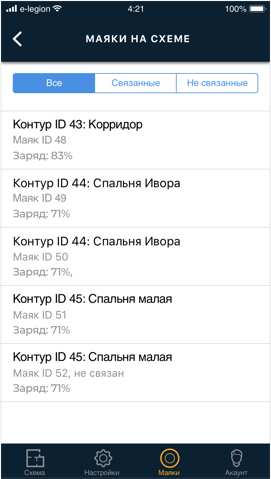 e-legion 4:21 100%
МАЯКИ НА СХЕМЕ
Все Связанные Не связанные
Контур ID 43: Корридор
Маяк ID 48
Заряд: 83%
Контур ID 44: Спальня Ивора
Маяк ID 49
Заряд: 71%
Контур ID 44: Спальня Ивора
Маяк ID 50
Заряд: 71%,
Контур ID 45: Спальня малая
Маяк ID 51
Заряд: 71%
Контур ID 45: Спальня малая
Маяк ID 52, не связан
Заряд: 71%
Схема Настройки Маяки Акаунт